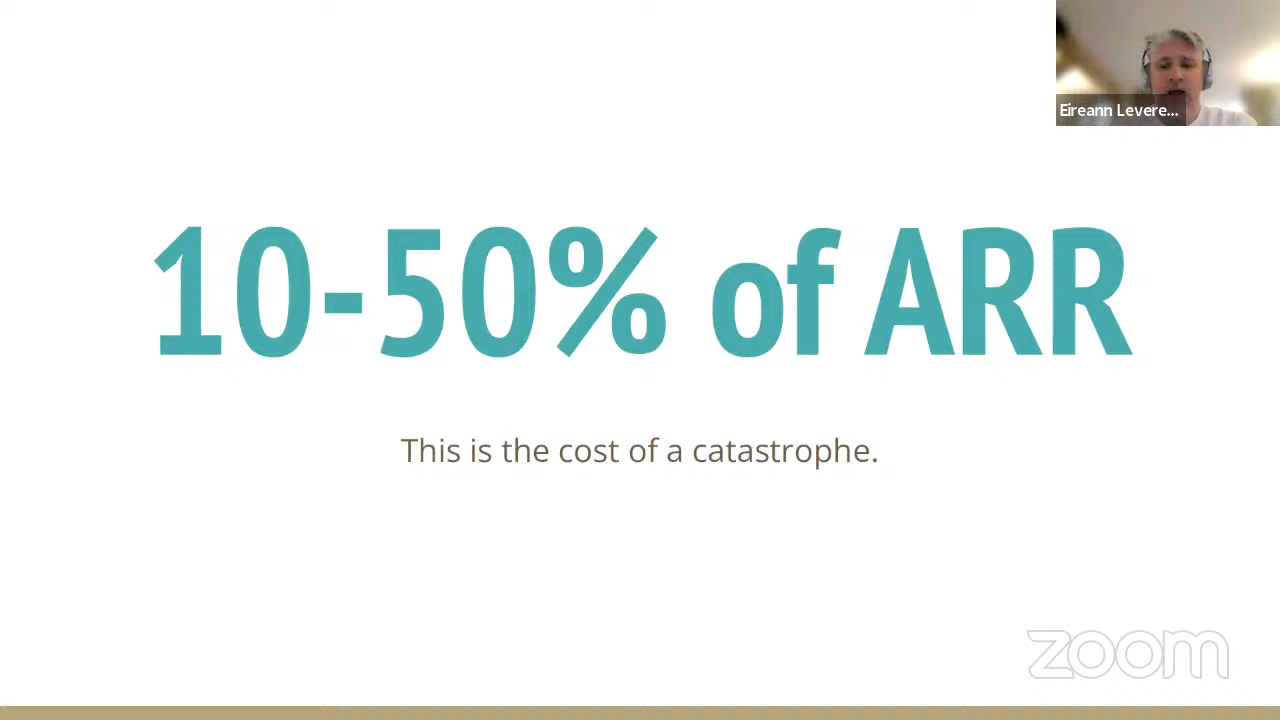 Eireann Levere...
10-50% of ARR
This is the cost of a catastrophe.
zoom